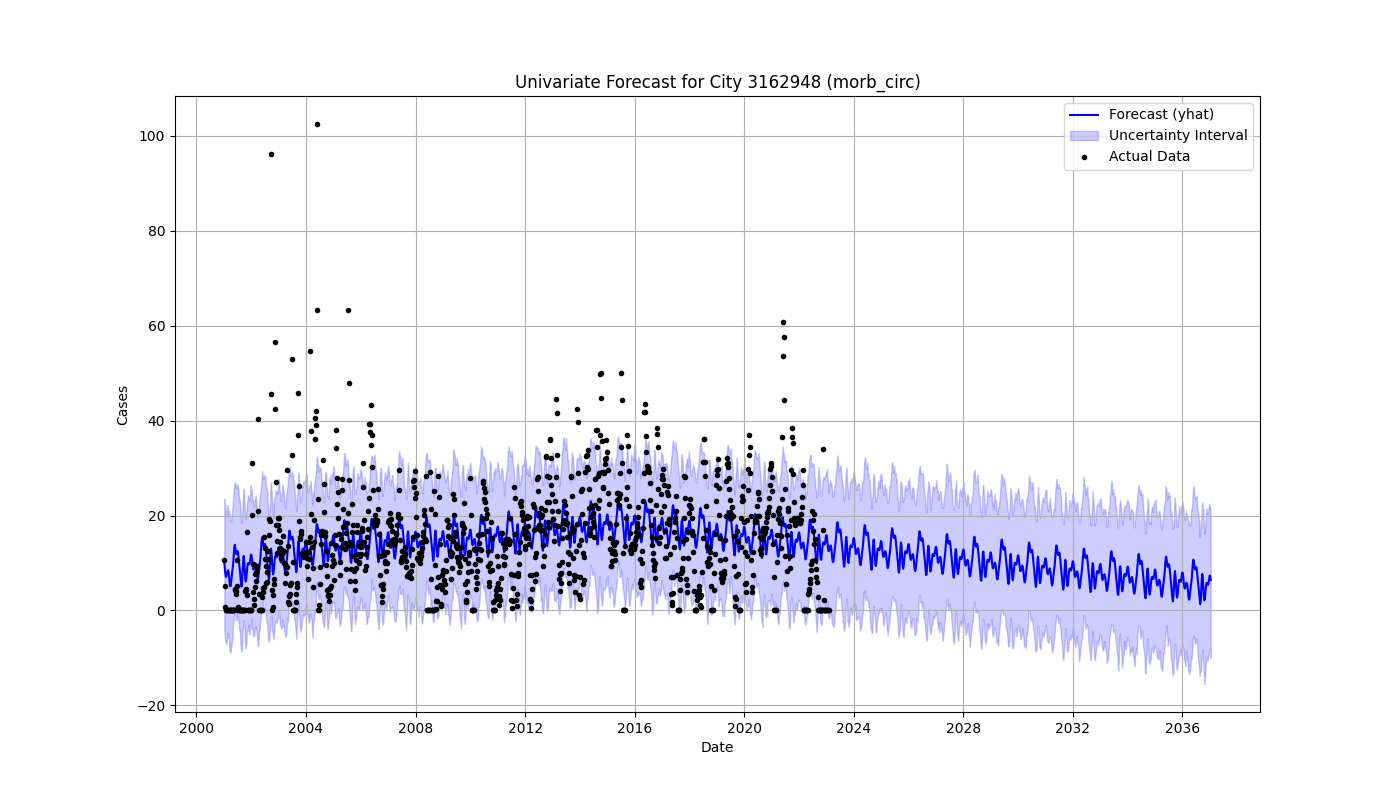 Univariate Forecast for City 3162948 (morb_circ)
Forecast (yhat)
Uncertainty Interval
Actual Data
Cases
100
80
60
40
20
0
−20
2000 2004 2008 2012 2016 2020 2024 2028 2032 2036
Date